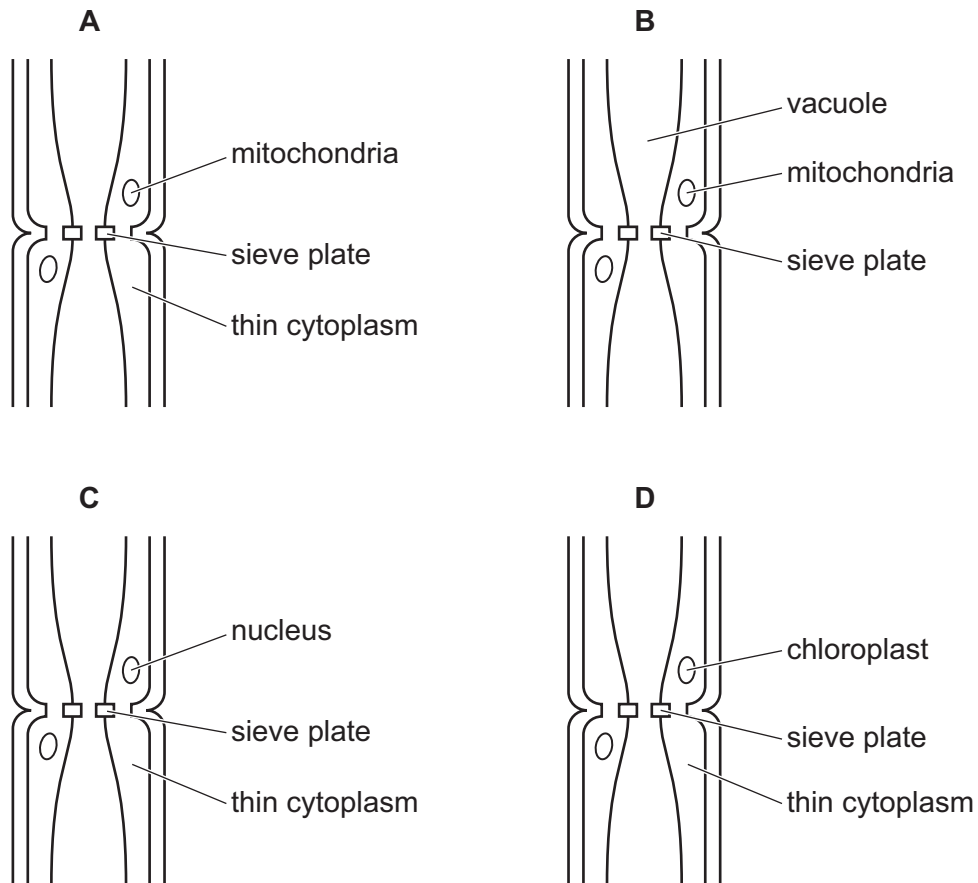 A
mitochondria
sieve plate
thin cytoplasm
B
vacuole
mitochondria
sieve plate
C
nucleus
sieve plate
thin cytoplasm
D
chloroplast
sieve plate
thin cytoplasm